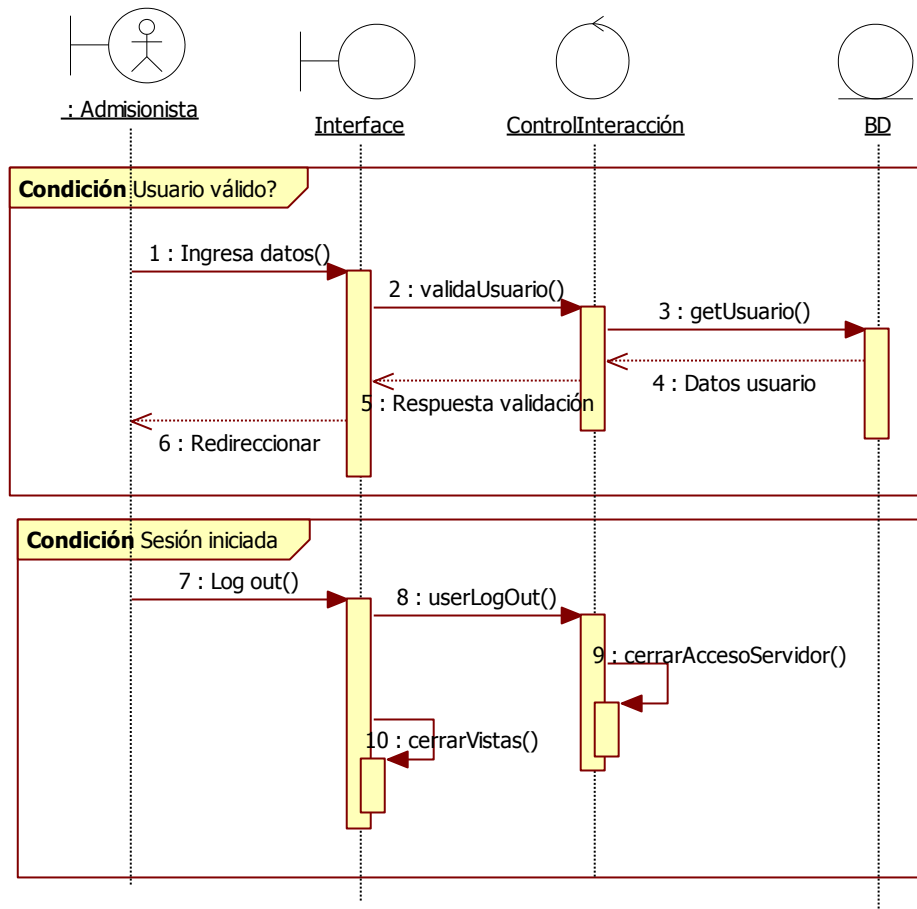 : Admisionista
Interface
ControlInteracción
BD
Condición Usuario válido?
1 : Ingresa datos()
2 : validaUsuario()
3 : getUsuario()
4 : Datos usuario
5 : Respuesta validación
6 : Redireccionar
Condición Sesión iniciada
7 : Log out()
8 : userLogOut()
9 : cerrarAccesoServidor()
10 : cerrarVistas()